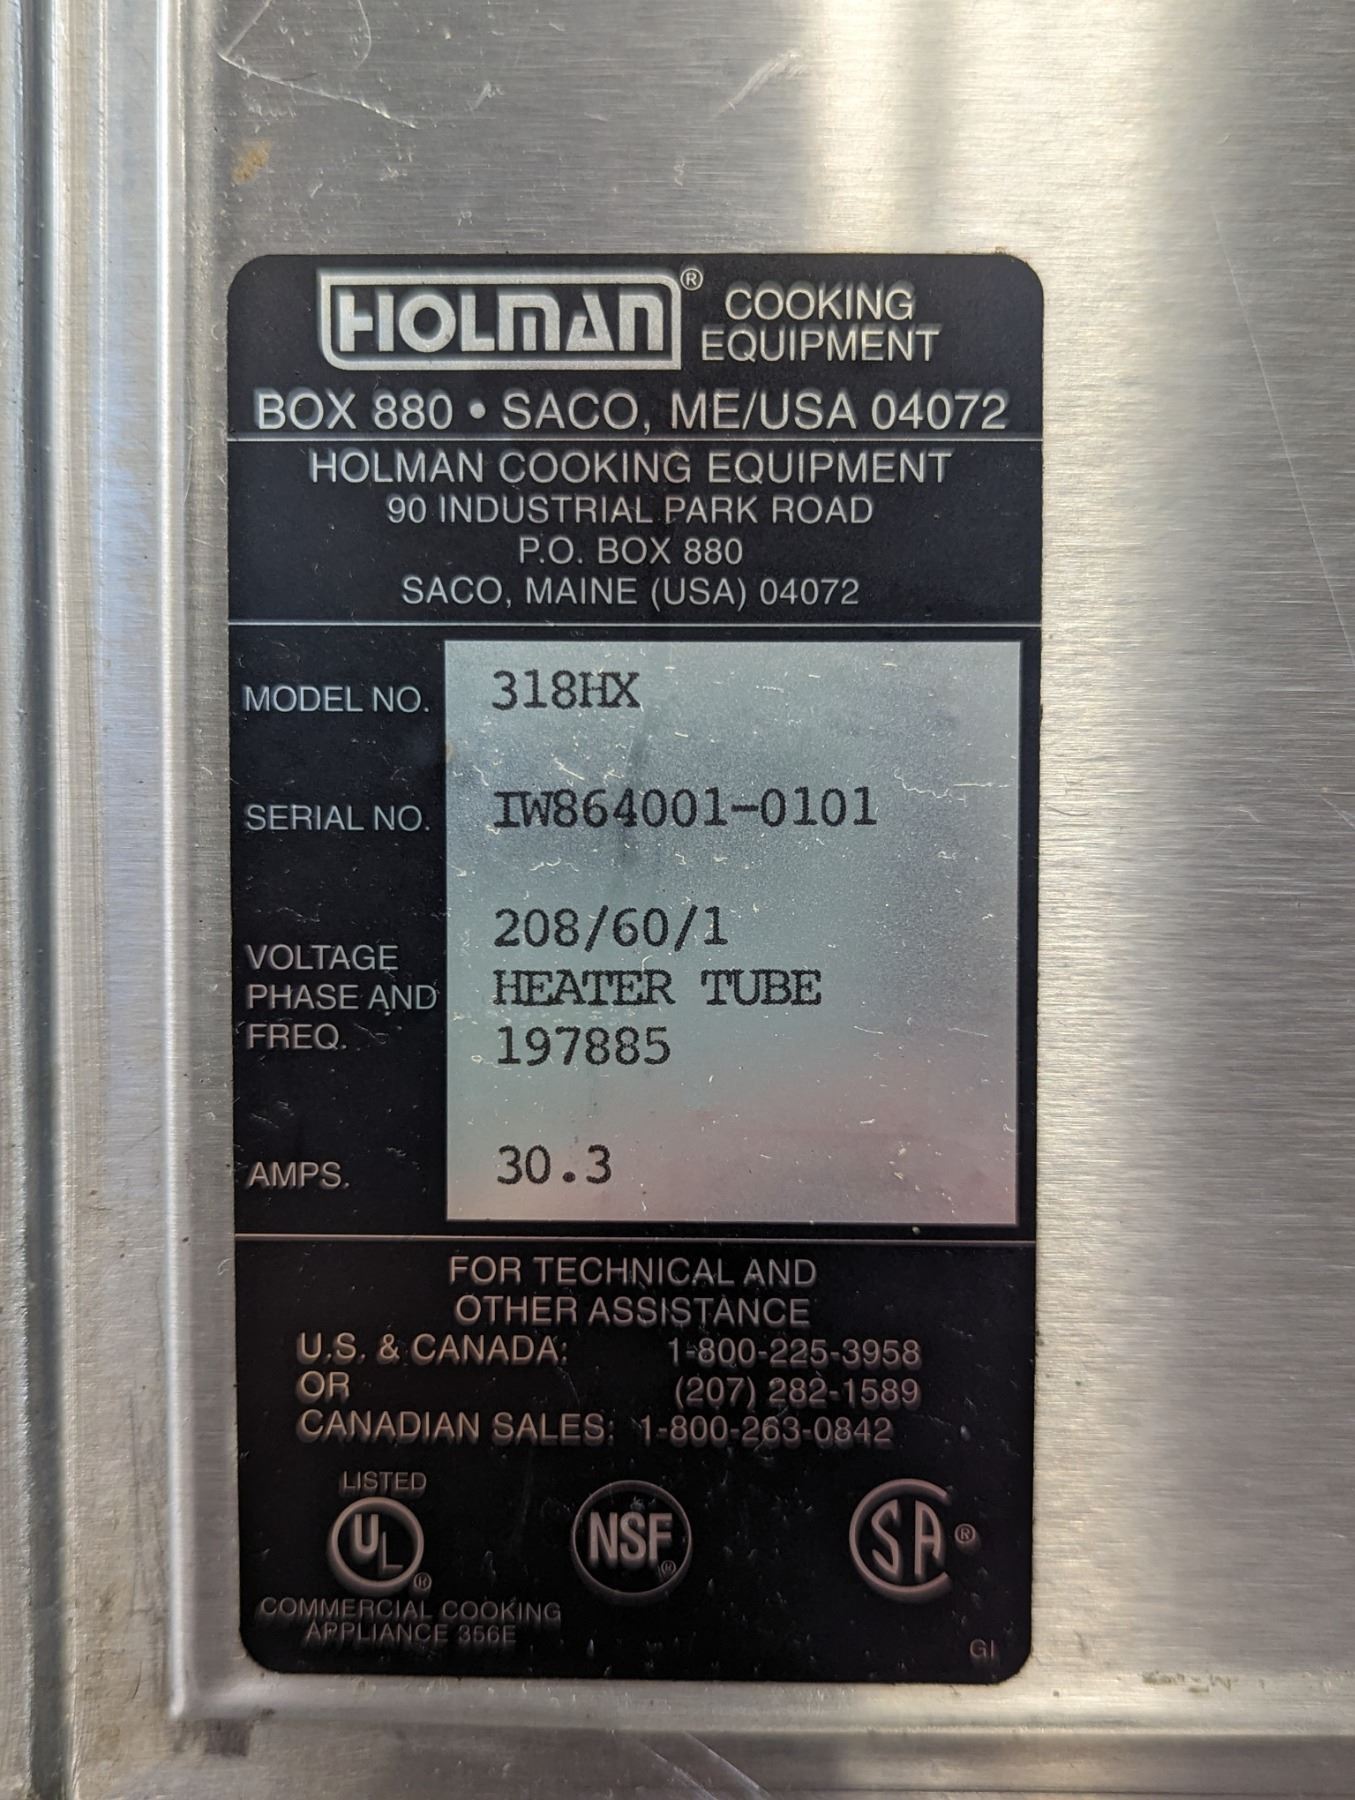 HOLMAN® COOKING EQUIPMENT
BOX 880 • SACO, ME/USA 04072
HOLMAN COOKING EQUIPMENT
90 INDUSTRIAL PARK ROAD
P.O. BOX 880
SACO, MAINE (USA) 04072
MODEL NO. 318HX
SERIAL NO. IW864001-0101
VOLTAGE PHASE AND FREQ.
208/60/1
HEATER TUBE
197885
AMPS. 30.3
FOR TECHNICAL AND
OTHER ASSISTANCE
U.S. & CANADA: 1-800-225-3958
OR (207) 282-1589
CANADIAN SALES: 1-800-263-0842
LISTED
UL®
COMMERCIAL COOKING
APPLIANCE 356E
NSF®
SA®
GI